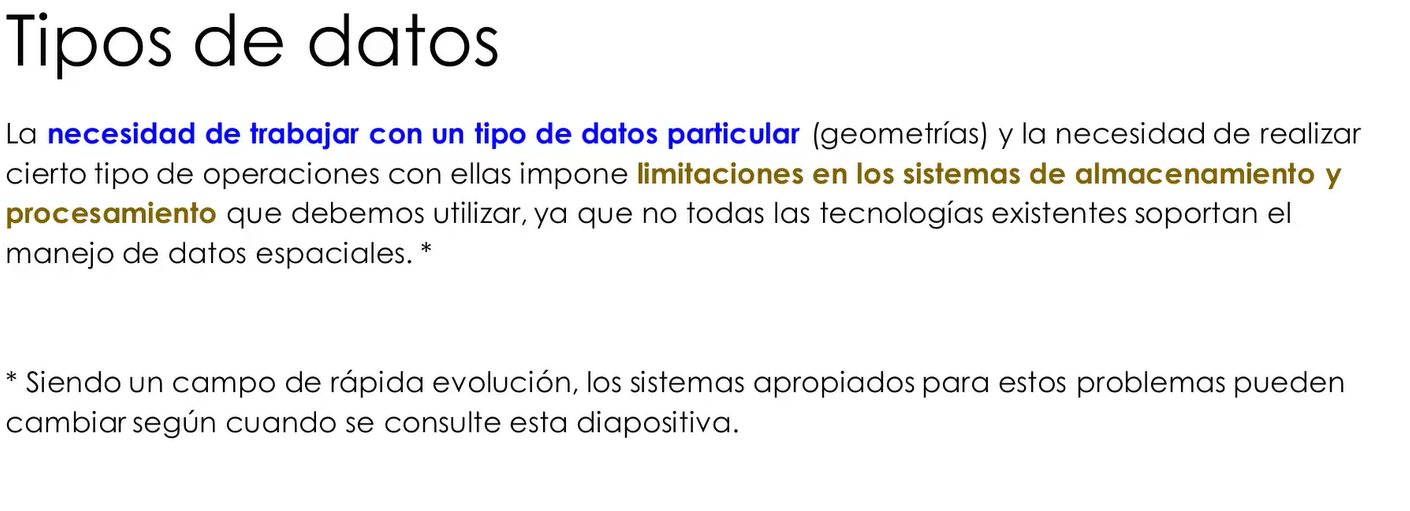 Tipos de datos
La necesidad de trabajar con un tipo de datos particular (geometrías) y la necesidad de realizar
cierto tipo de operaciones con ellas impone limitaciones en los sistemas de almacenamiento y
procesamiento que debemos utilizar, ya que no todas las tecnologías existentes soportan el
manejo de datos espaciales. *
* Siendo un campo de rápida evolución, los sistemas apropiados para estos problemas pueden
cambiar según cuando se consulte esta diapositiva.